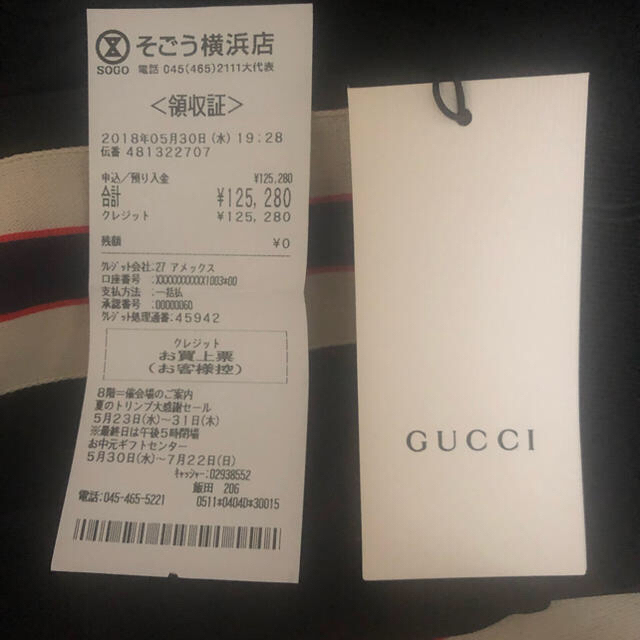 そごう横浜店
SOGO
電話 045(465)2111大代表
＜領収証＞
2018年05月30日(水) 19:28
伝番 481322707
申込／預り入金 ¥125,280
合計 ¥125,280
クレジット ¥125,280
残額 ¥0
クレジット会社:27 アメックス
口座番号 :XXXXXXXXXXX1003*00
支払方法 :一括払
承認番号 :00000060
クレジット処理通番:45942
クレジット
お買上票
(お客様控)
8階＝催会場のご案内
夏のトリンプ大感謝セール
5月23日(水)～31日(木)
※最終日は午後5時閉場
お中元ギフトセンター
5月30日(水)～7月22日(日)
ｷｬｯｼｬｰ:02938552
飯田 206
電話:045-465-5221
0511*0404D*30015
GUCCI